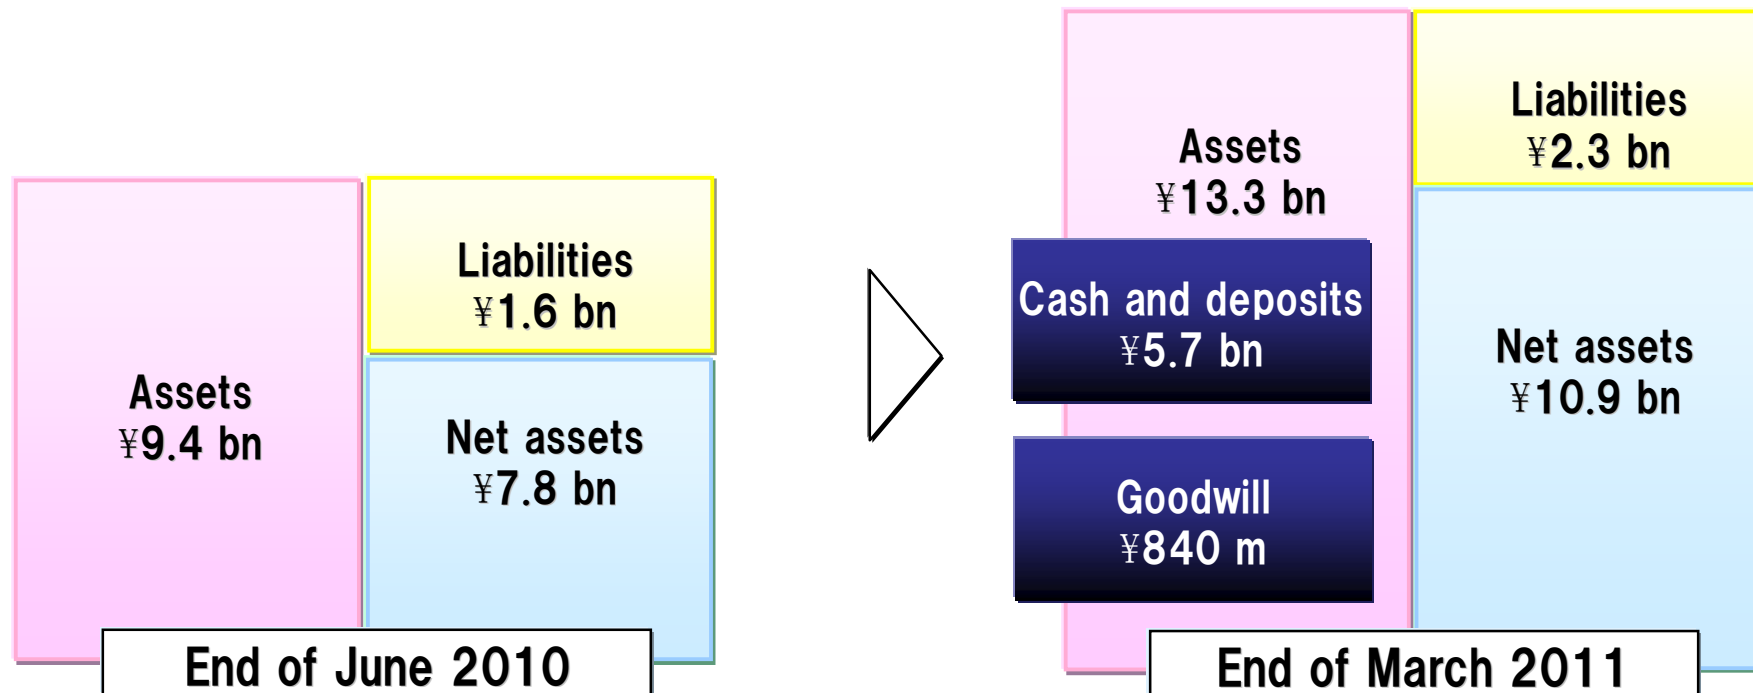 Assets
¥9.4 bn
Liabilities
¥1.6 bn
Net assets
¥7.8 bn
End of June 2010
Assets
¥13.3 bn
Cash and deposits
¥5.7 bn
Goodwill
¥840 m
Liabilities
¥2.3 bn
Net assets
¥10.9 bn
End of March 2011